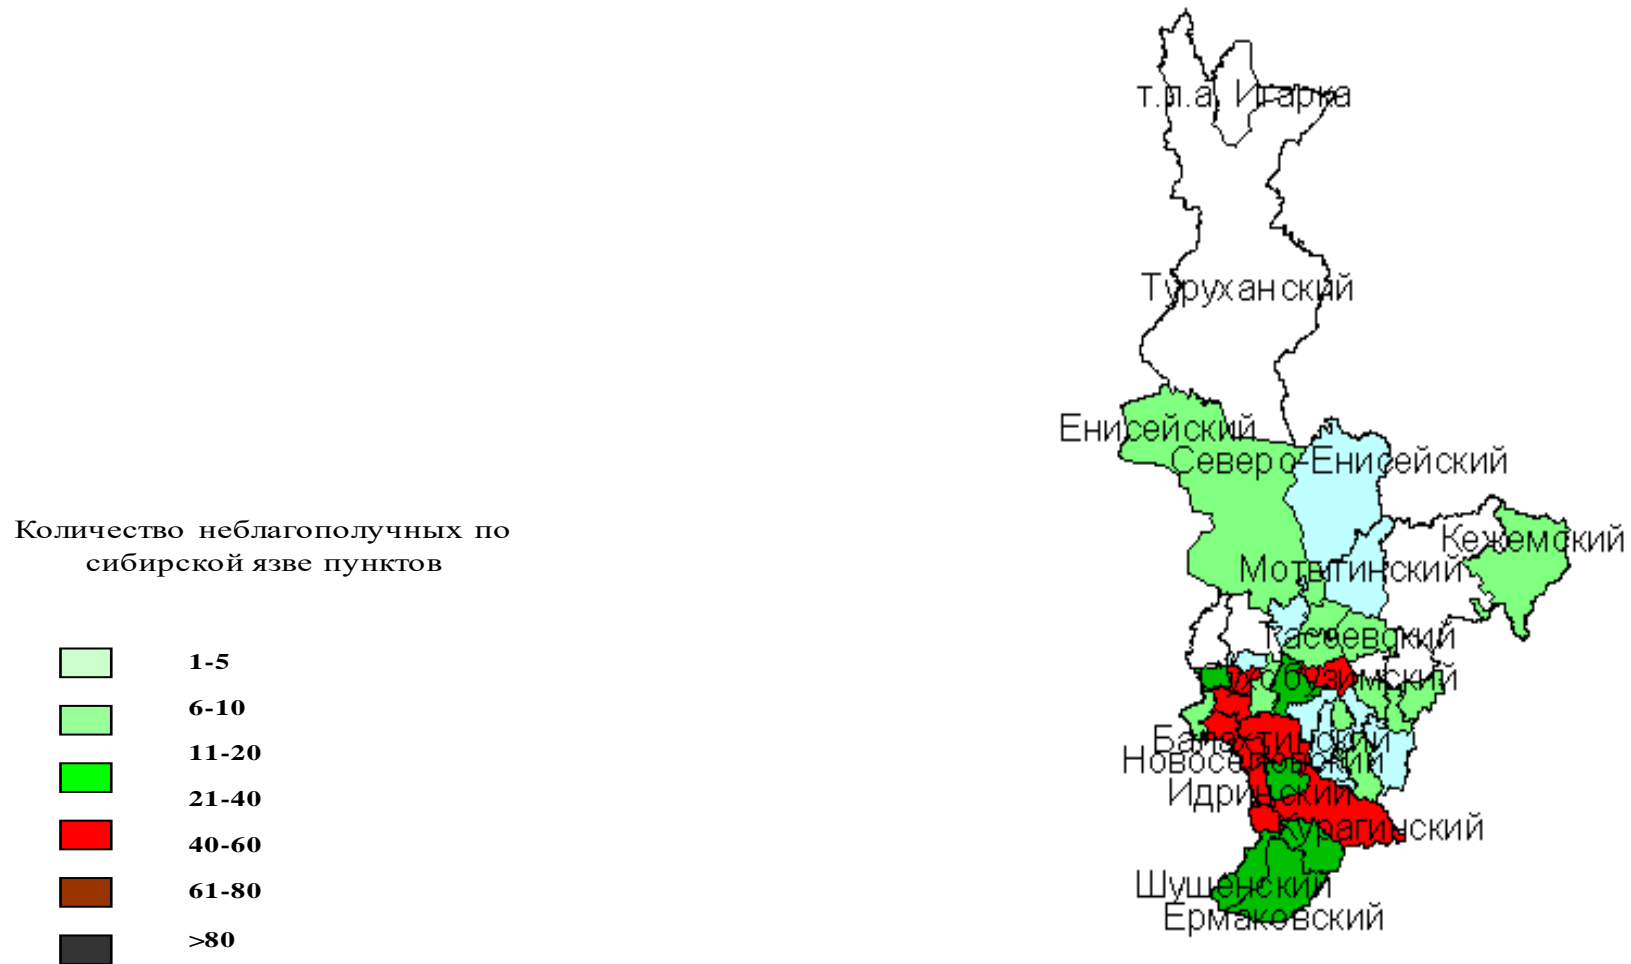 т.п.а Игарка
Туруханский
Енисейский
Северо-Енисейский
Количество неблагополучных по
сибирской язве пунктов
Кежемский
Мотыгинский
Тасеевский
1-5
6-10
11-20
21-40
40-60
61-80
>80
Балахтинский
Новоселовский
Идринский
Курагинский
Шушенский
Ермаковский